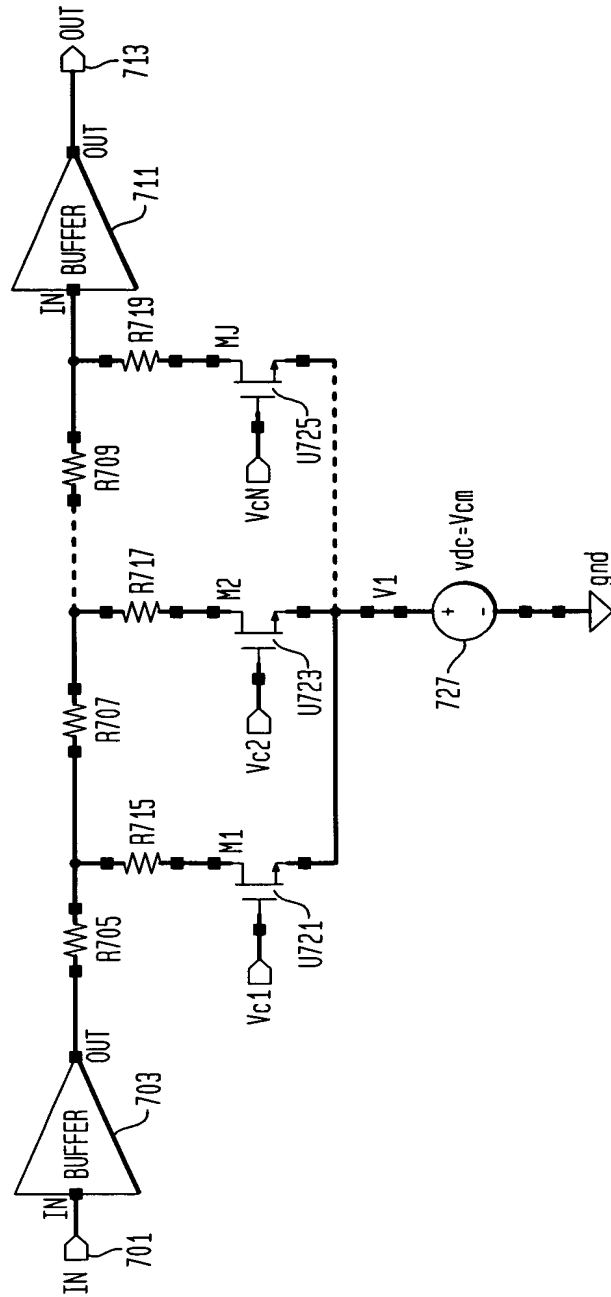 IN
701
IN
BUFFER
OUT
703
R705
R707
R709
IN
BUFFER
OUT
711
OUT
713
R715
R717
R719
M1
M2
MJ
Vc1
U721
Vc2
U723
VcN
U725
V1
vdc=Vcm
+
-
727
gnd